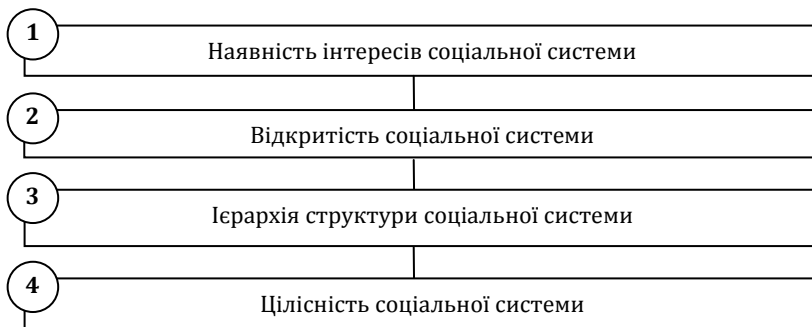 1
Наявність інтересів соціальної системи
2
Відкритість соціальної системи
3
Ієрархія структури соціальної системи
4
Цілісність соціальної системи